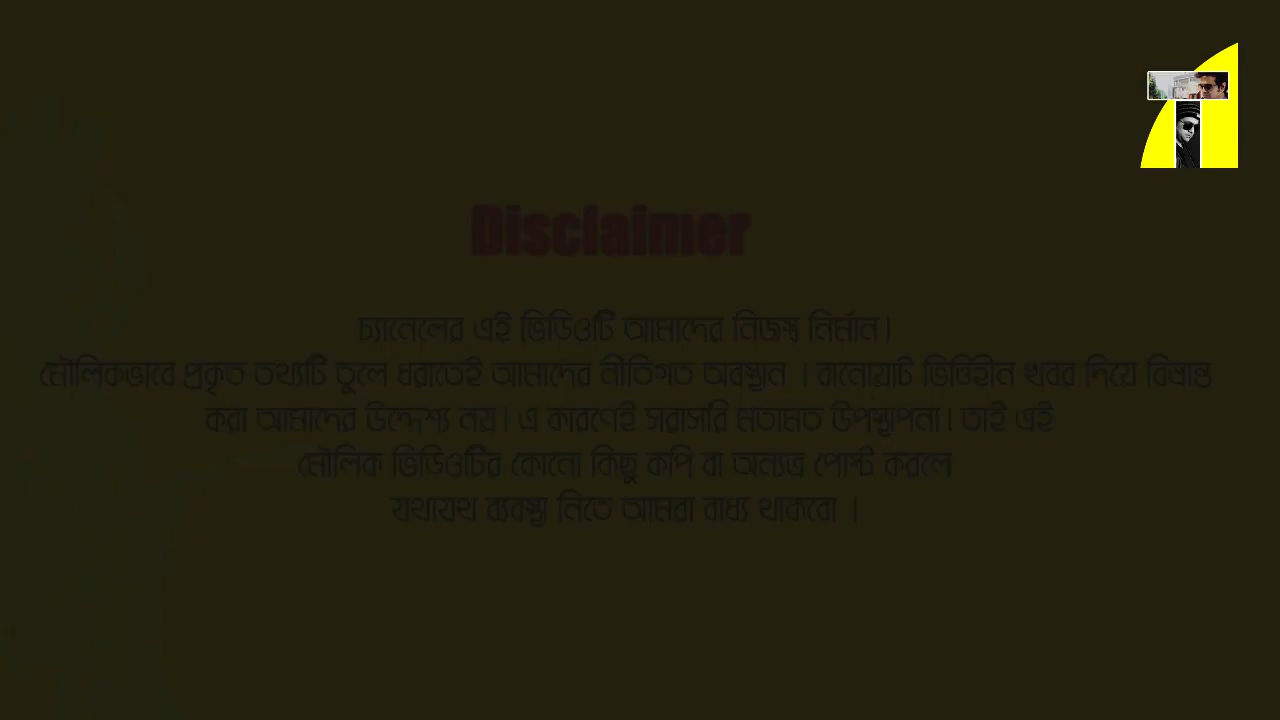 Disclaimer
চ্যানেলের এই ভিডিওটি আমাদের নিজস্ব নির্মান।
মৌলিকভাবে প্রকৃত তথ্যটি তুলে ধরাতেই আমাদের নীতিগত অবস্থান । বানোয়াট ভিত্তিহীন খবর দিয়ে বিভ্রান্ত
করা আমাদের উদ্দেশ্য নয়। এ কারণেই সরাসরি মতামত উপস্থাপনা। তাই এই
মৌলিক ভিডিওটির কোনো কিছু কপি বা অন্যত্র পোস্ট করলে
যথাযথ ব্যবস্থা নিতে আমরা বাধ্য থাকবো ।